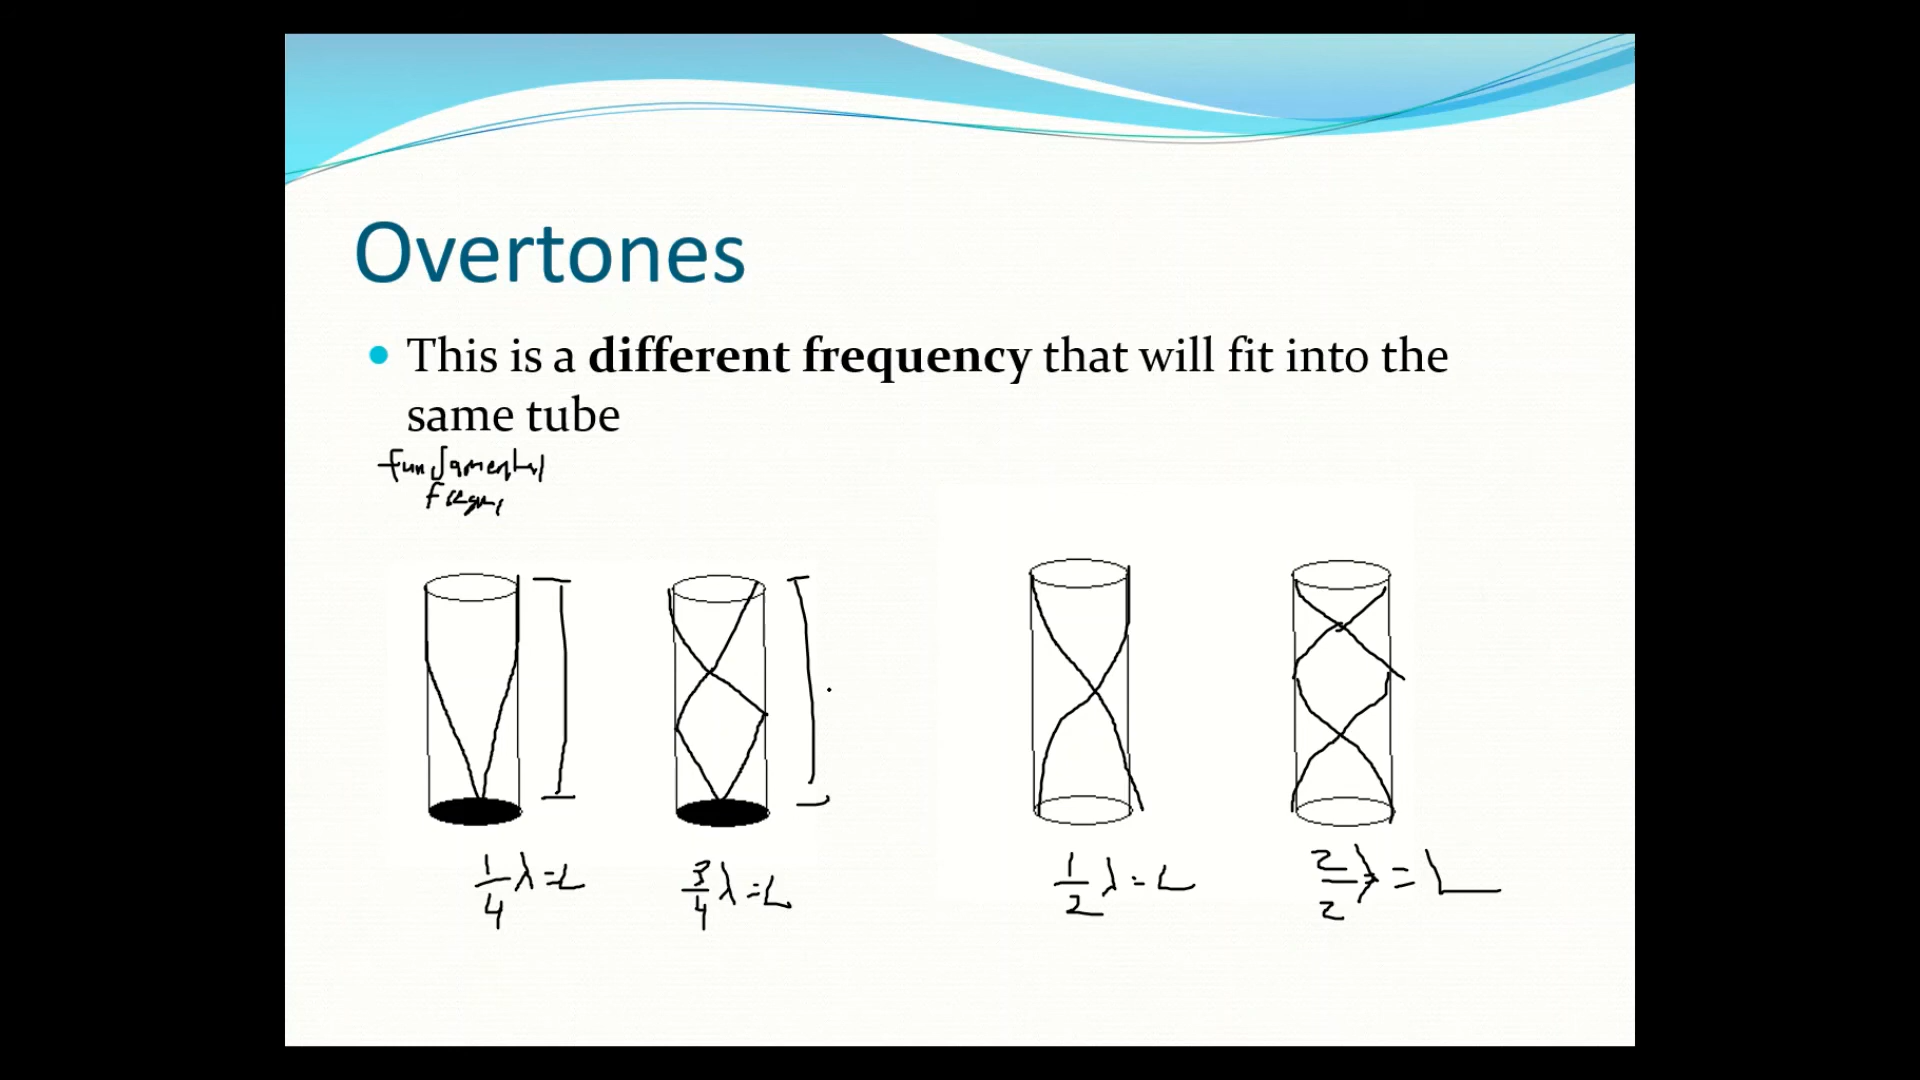 Overtones
• This is a different frequency that will fit into the
same tube
fundamental
1/4 λ = L
3/4 λ = L
1/2 λ = L
2/2 λ = L